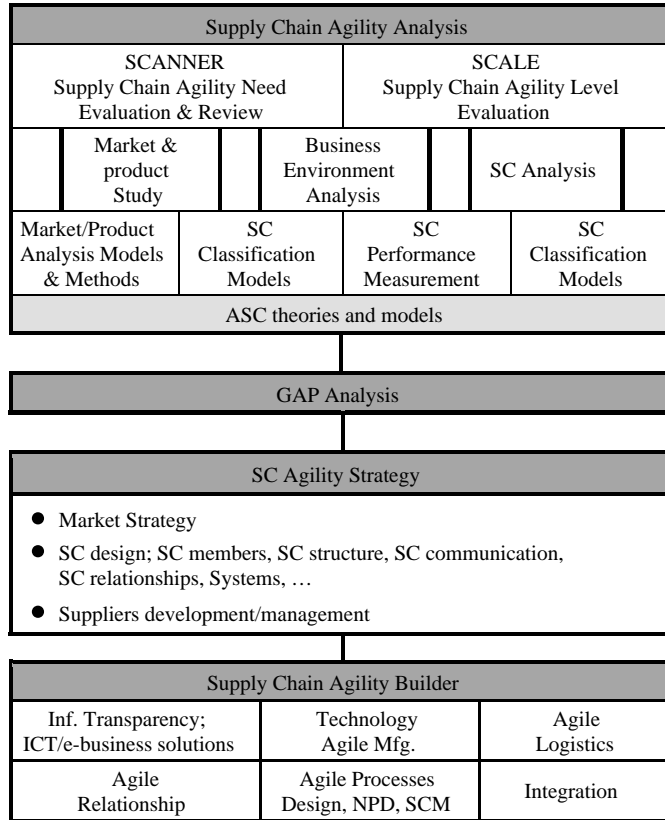 Supply Chain Agility Analysis
SCANNER
Supply Chain Agility Need
Evaluation & Review
SCALE
Supply Chain Agility Level
Evaluation
Market &
product
Study
Business
Environment
Analysis
SC Analysis
Market/Product
Analysis Models
& Methods
SC
Classification
Models
SC
Performance
Measurement
SC
Classification
Models
ASC theories and models
GAP Analysis
SC Agility Strategy
● Market Strategy
● SC design; SC members, SC structure, SC communication,
SC relationships, Systems, …
● Suppliers development/management
Supply Chain Agility Builder
Inf. Transparency;
ICT/e-business solutions
Technology
Agile Mfg.
Agile
Logistics
Agile
Relationship
Agile Processes
Design, NPD, SCM
Integration